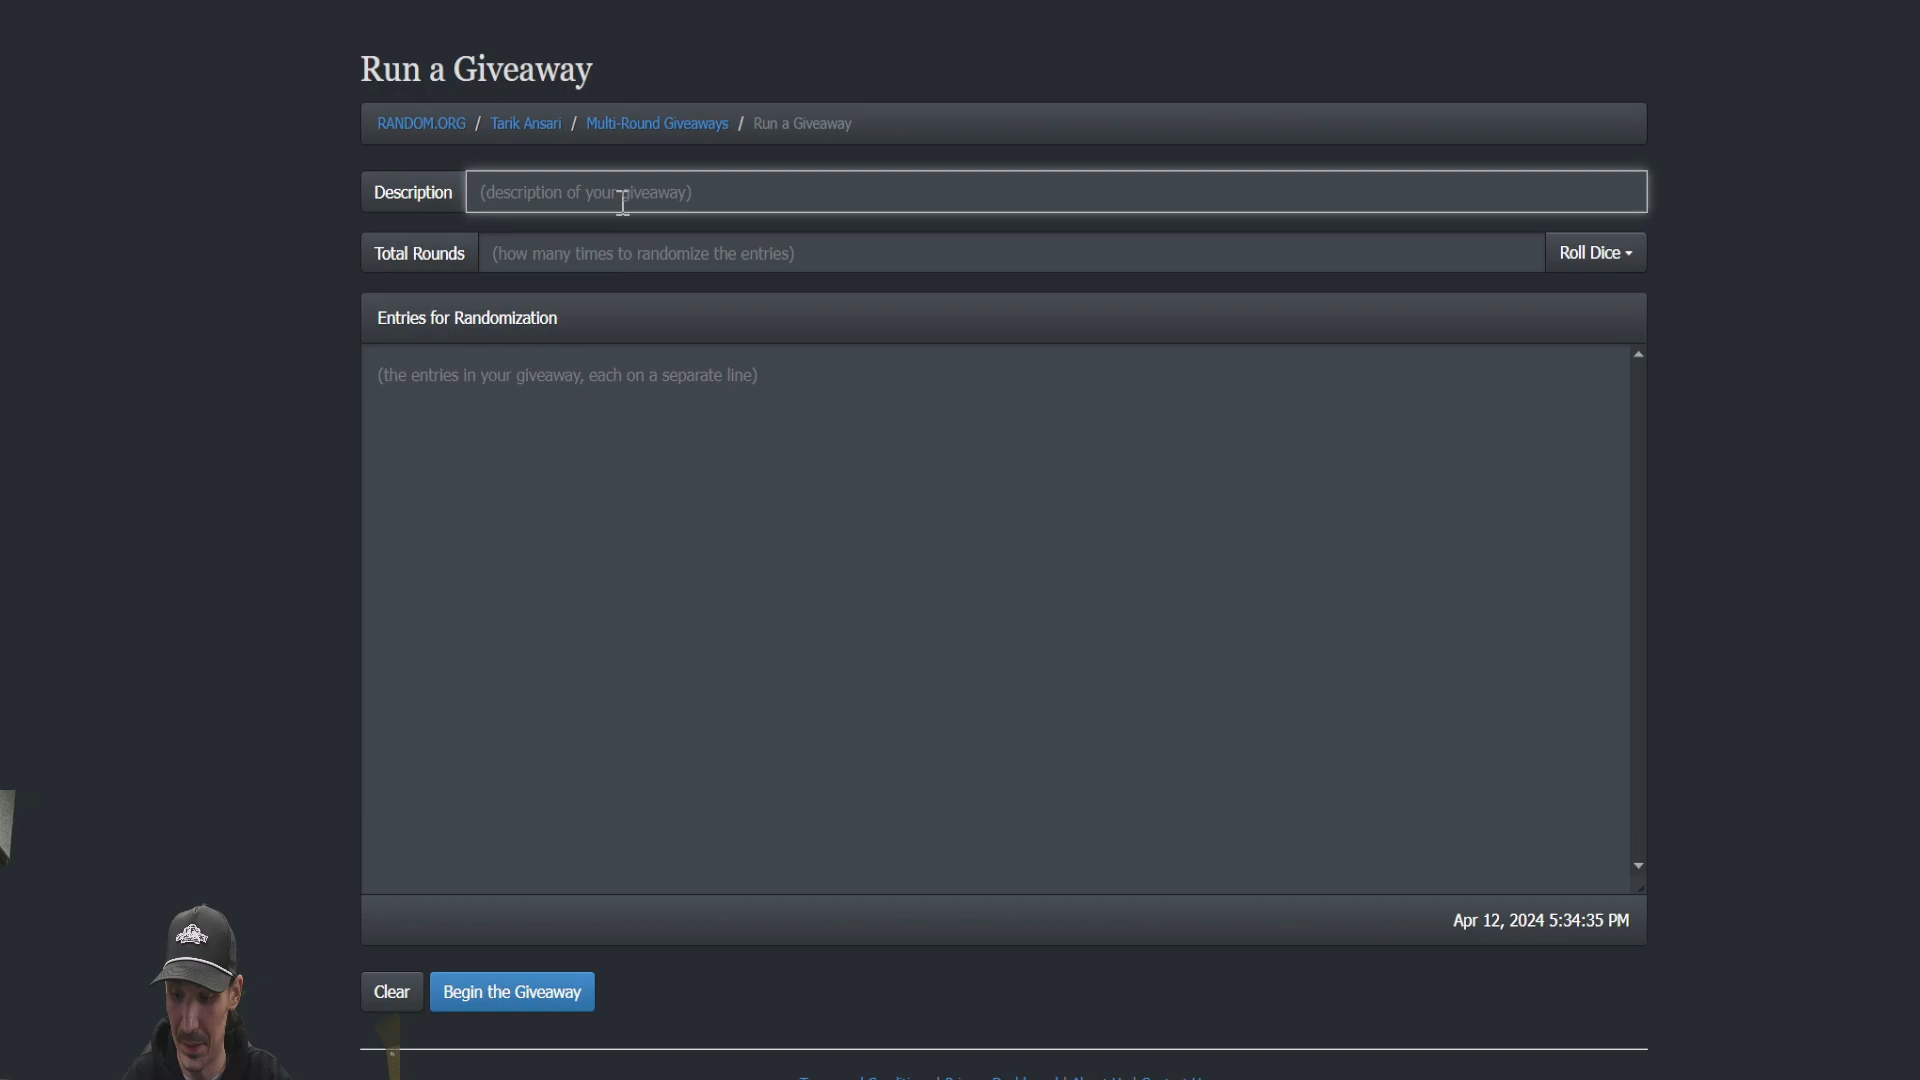 Run a Giveaway
RANDOM.ORG / Tarik Ansari / Multi-Round Giveaways / Run a Giveaway
Description (description of your giveaway)
Total Rounds (how many times to randomize the entries) Roll Dice
Entries for Randomization
(the entries in your giveaway, each on a separate line)
Apr 12, 2024 5:34:35 PM
Clear Begin the Giveaway